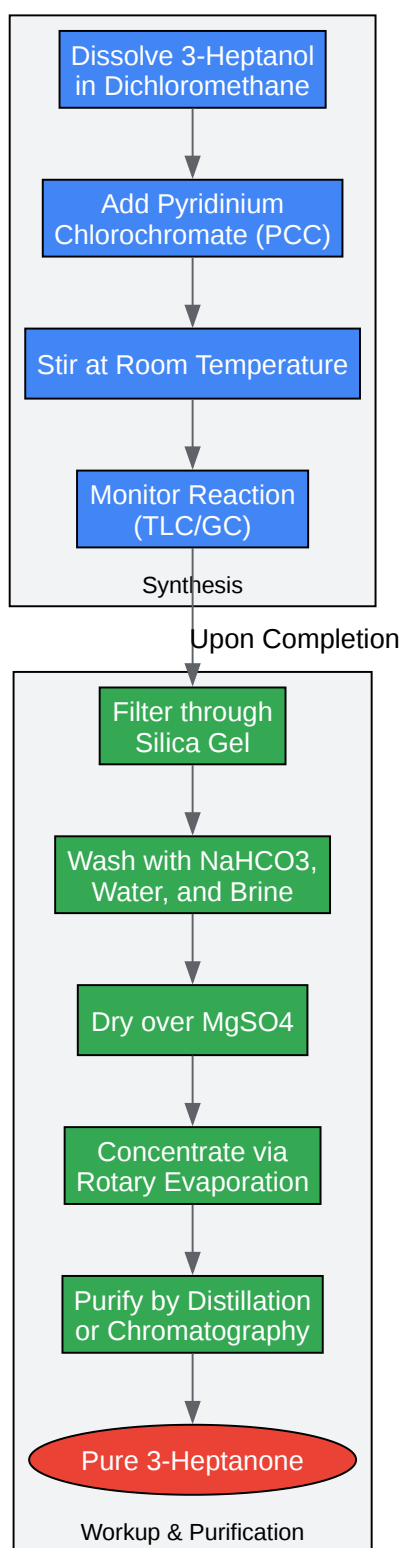 Dissolve 3-Heptanol
in Dichloromethane
Add Pyridinium
Chlorochromate (PCC)
Stir at Room Temperature
Monitor Reaction
(TLC/GC)
Synthesis
Upon Completion
Filter through
Silica Gel
Wash with NaHCO3,
Water, and Brine
Dry over MgSO4
Concentrate via
Rotary Evaporation
Purify by Distillation
or Chromatography
Pure 3-Heptanone
Workup & Purification